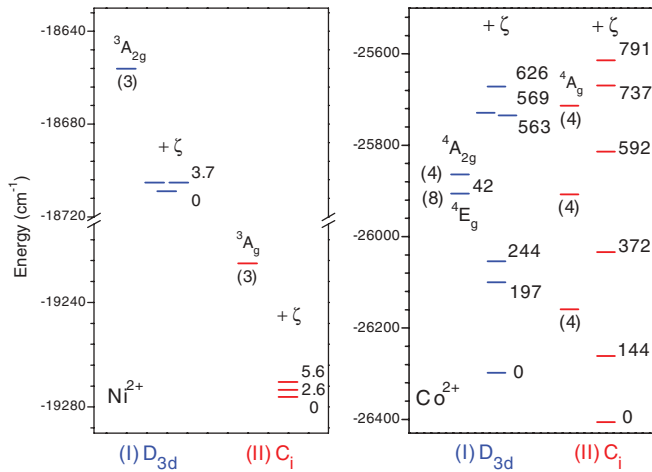 Energy (cm⁻¹)
-18640
-18680
-18720
-19240
-19280
³A₂g
(3)
+ ζ
3.7
0
³Ag
(3)
+ ζ
5.6
2.6
0
Ni²⁺
(I) D₃d
(II) Ci
-25600
-25800
-26000
-26200
-26400
+ ζ
626
569
563
⁴A₂g
(4)
(8)
42
⁴Eg
244
197
0
+ ζ
⁴Ag
(4)
(4)
(4)
791
737
592
372
144
0
Co²⁺
(I) D₃d
(II) Ci